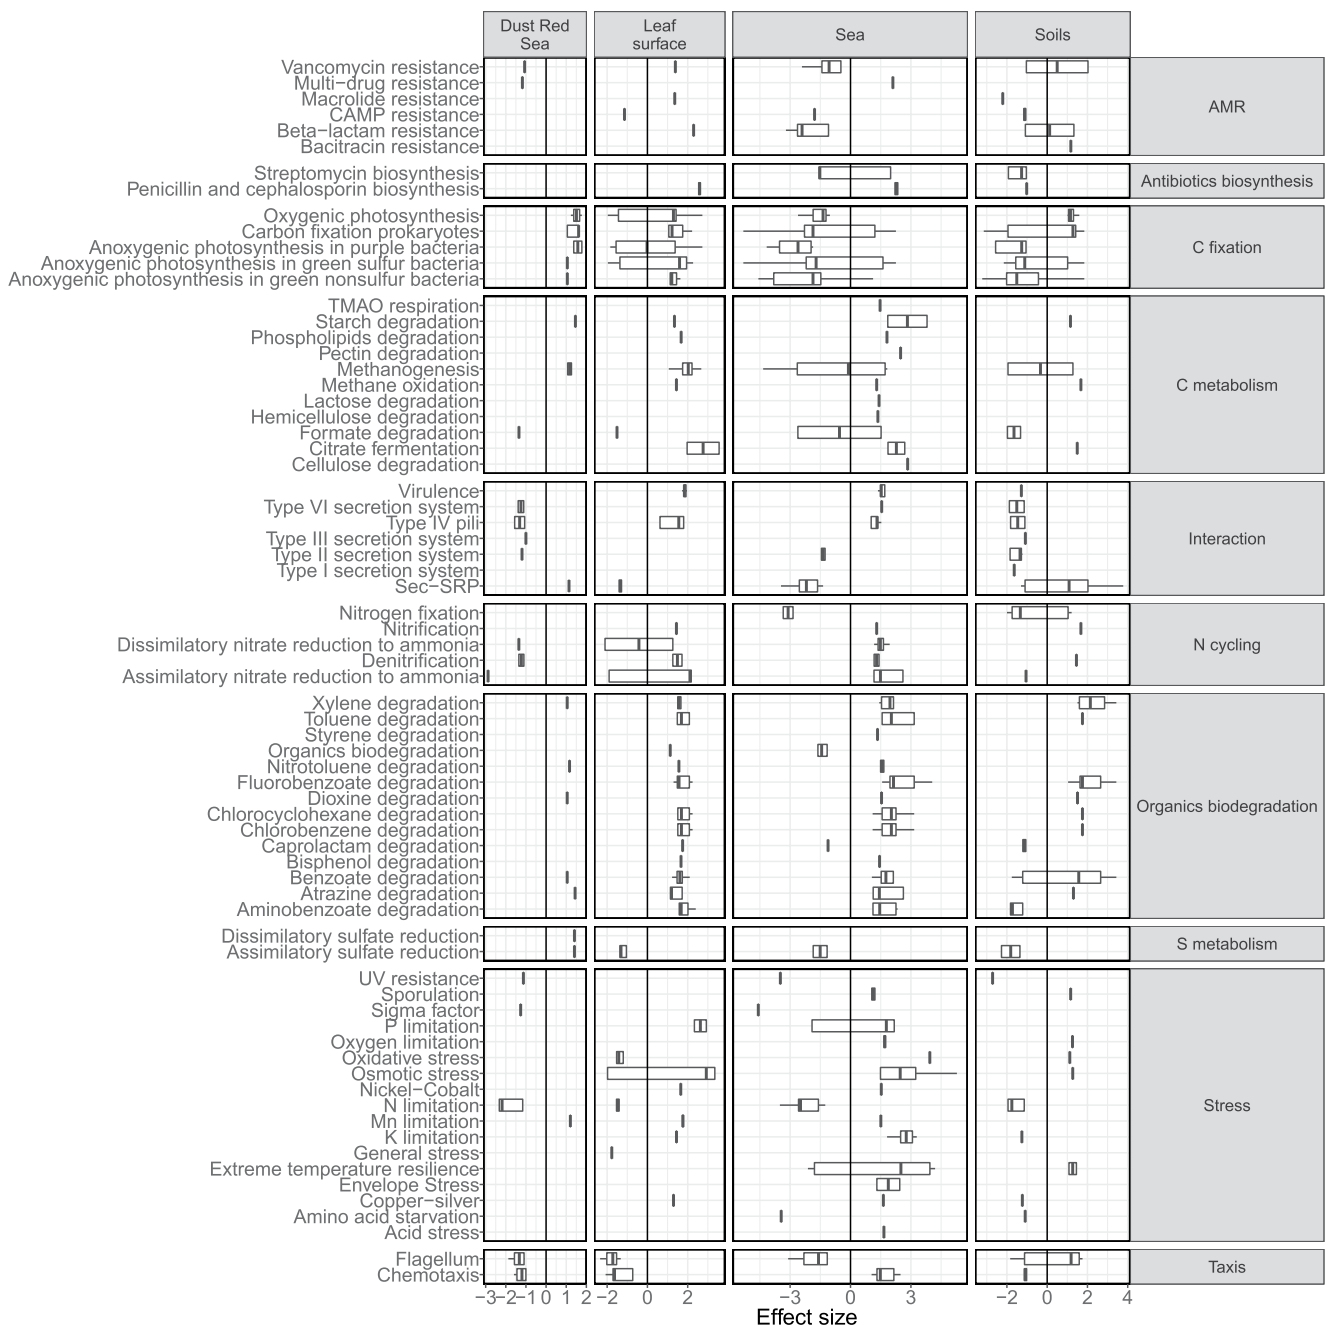 Dust Red
Sea
Leaf
surface
Sea
Soils
Vancomycin resistance
Multi−drug resistance
Macrolide resistance
CAMP resistance
Beta−lactam resistance
Bacitracin resistance
AMR
Streptomycin biosynthesis
Penicillin and cephalosporin biosynthesis
Antibiotics biosynthesis
Oxygenic photosynthesis
Carbon fixation prokaryotes
Anoxygenic photosynthesis in purple bacteria
Anoxygenic photosynthesis in green sulfur bacteria
Anoxygenic photosynthesis in green nonsulfur bacteria
C fixation
TMAO respiration
Starch degradation
Phospholipids degradation
Pectin degradation
Methanogenesis
Methane oxidation
Lactose degradation
Hemicellulose degradation
Formate degradation
Citrate fermentation
Cellulose degradation
C metabolism
Virulence
Type VI secretion system
Type IV pili
Type III secretion system
Type II secretion system
Type I secretion system
Sec−SRP
Interaction
Nitrogen fixation
Nitrification
Dissimilatory nitrate reduction to ammonia
Denitrification
Assimilatory nitrate reduction to ammonia
N cycling
Xylene degradation
Toluene degradation
Styrene degradation
Organics biodegradation
Nitrotoluene degradation
Fluorobenzoate degradation
Dioxine degradation
Chlorocyclohexane degradation
Chlorobenzene degradation
Caprolactam degradation
Bisphenol degradation
Benzoate degradation
Atrazine degradation
Aminobenzoate degradation
Organics biodegradation
Dissimilatory sulfate reduction
Assimilatory sulfate reduction
S metabolism
UV resistance
Sporulation
Sigma factor
P limitation
Oxygen limitation
Oxidative stress
Osmotic stress
Nickel−Cobalt
N limitation
Mn limitation
K limitation
General stress
Extreme temperature resilience
Envelope Stress
Copper−silver
Amino acid starvation
Acid stress
Stress
Flagellum
Chemotaxis
Taxis
−3 −2 −1 0 1 2 −2 0 2 −3 0 3 −2 0 2 4
Effect size